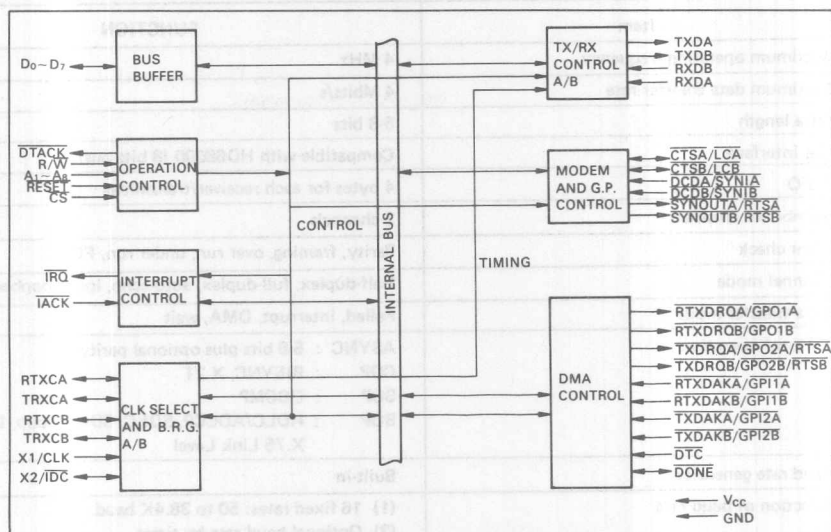 D0~D7
BUS
BUFFER
DTACK
R/W
A1~A8
RESET
CS
OPERATION
CONTROL
IRQ
IACK
INTERRUPT
CONTROL
RTXCA
TRXCA
RTXCB
TRXCB
X1/CLK
X2/IDC
CLK SELECT
AND B.R.G.
A/B
CONTROL
INTERNAL BUS
TIMING
TX/RX
CONTROL
A/B
TXDA
TXDB
RXDB
RXDA
MODEM
AND G.P.
CONTROL
CTSA/LCA
CTSB/LCB
DCDA/SYNIA
DCDB/SYNIB
SYNOUTA/RTSA
SYNOUTB/RTSB
DMA
CONTROL
RTXDRQA/GPO1A
RTXDRQB/GPO1B
TXDRQA/GPO2A/RTSA
TXDRQB/GPO2B/RTSB
RTXDAKA/GPI1A
RTXDAKB/GPI1B
TXDAKA/GPI2A
TXDAKB/GPI2B
DTC
DONE
Vcc
GND